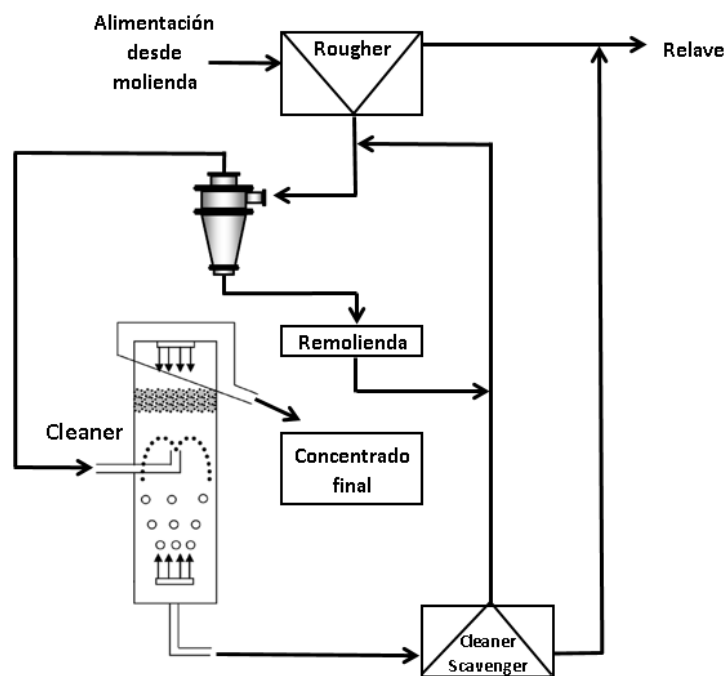 Alimentación
desde
molienda
Rougher
Relave
Remolienda
Cleaner
Concentrado
final
Cleaner
Scavenger